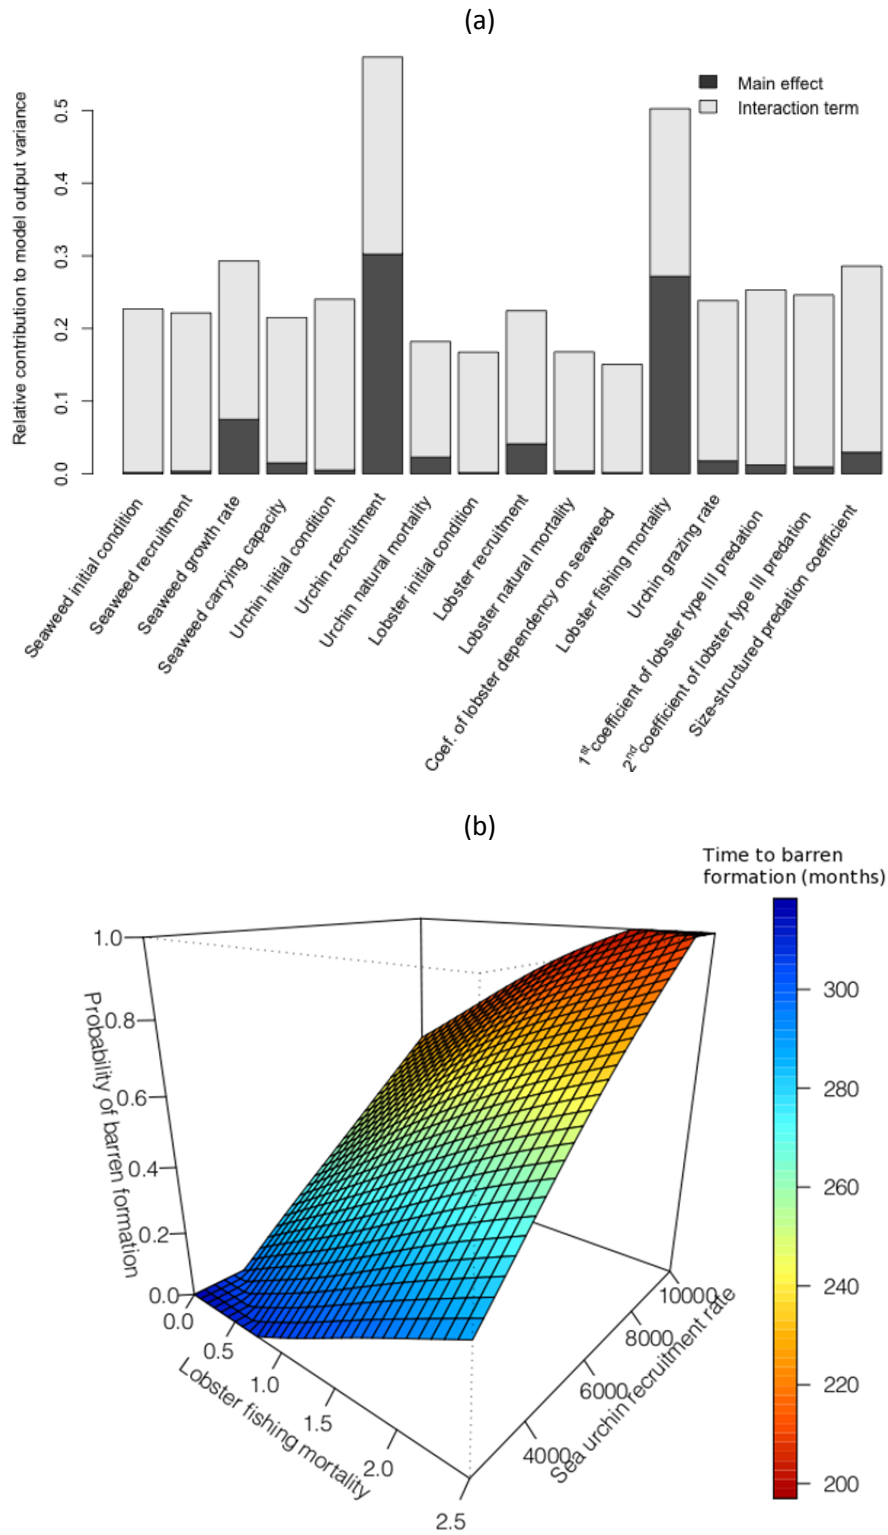 (a)
Relative contribution to model output variance
0.0
0.1
0.2
0.3
0.4
0.5
Main effect
Interaction term
Seaweed initial condition
Seaweed recruitment
Seaweed growth rate
Seaweed carrying capacity
Urchin initial condition
Urchin recruitment
Urchin natural mortality
Lobster initial condition
Lobster recruitment
Lobster natural mortality
Coef. of lobster dependency on seaweed
Lobster fishing mortality
Urchin grazing rate
1st coefficient of lobster type III predation
2nd coefficient of lobster type III predation
Size-structured predation coefficient
(b)
Time to barren
formation (months)
300
280
260
240
220
200
Probability of barren formation
1.0
0.8
0.6
0.4
0.2
0.0
Lobster fishing mortality
0.0
0.5
1.0
1.5
2.0
2.5
Sea urchin recruitment rate
4000
6000
8000
10000